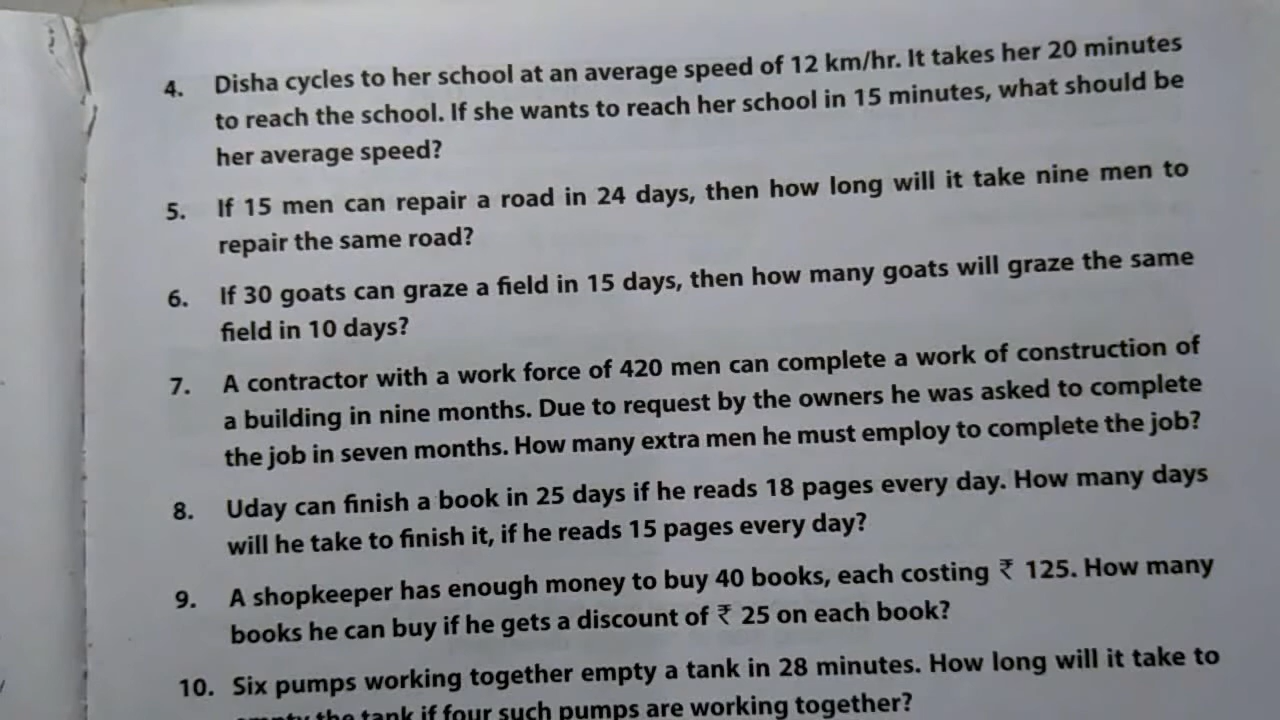 4. Disha cycles to her school at an average speed of 12 km/hr. It takes her 20 minutes
to reach the school. If she wants to reach her school in 15 minutes, what should be
her average speed?
5. If 15 men can repair a road in 24 days, then how long will it take nine men to
repair the same road?
6. If 30 goats can graze a field in 15 days, then how many goats will graze the same
field in 10 days?
7. A contractor with a work force of 420 men can complete a work of construction of
a building in nine months. Due to request by the owners he was asked to complete
the job in seven months. How many extra men he must employ to complete the job?
8. Uday can finish a book in 25 days if he reads 18 pages every day. How many days
will he take to finish it, if he reads 15 pages every day?
9. A shopkeeper has enough money to buy 40 books, each costing ₹ 125. How many
books he can buy if he gets a discount of ₹ 25 on each book?
10. Six pumps working together empty a tank in 28 minutes. How long will it take to
empty the tank if four such pumps are working together?